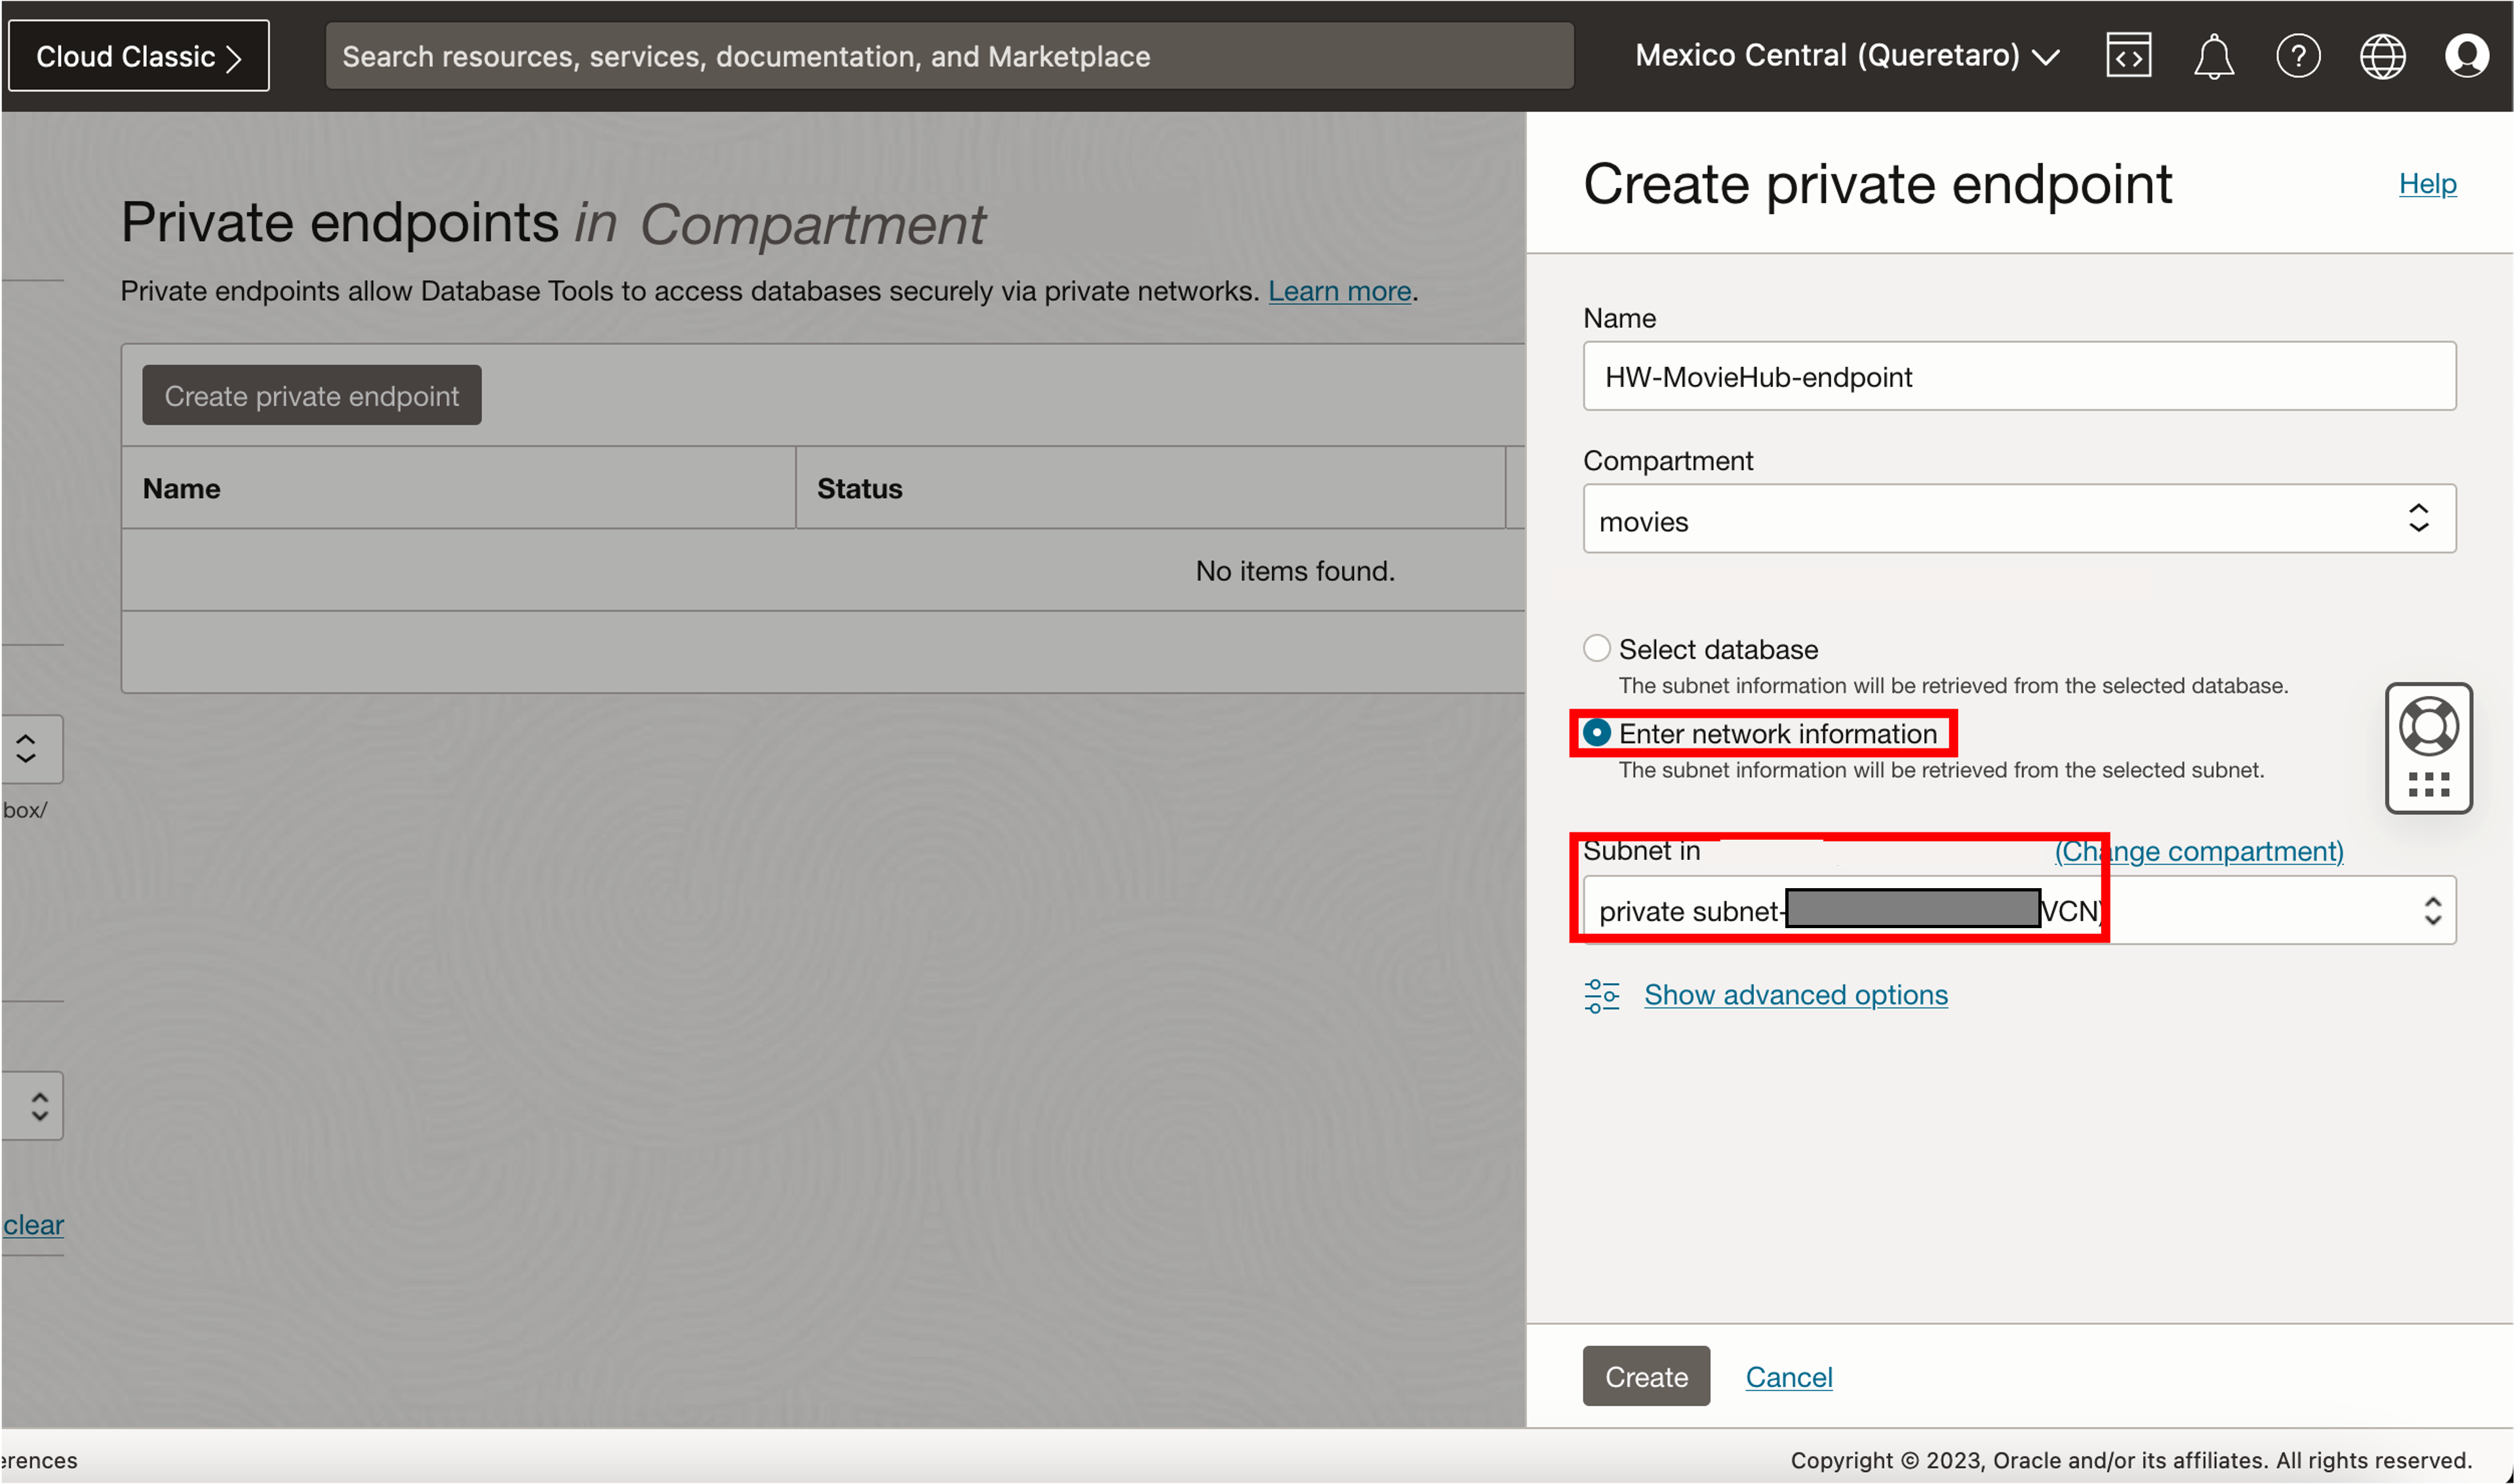 Cloud Classic
Search resources, services, documentation, and Marketplace
Mexico Central (Queretaro)
Private endpoints in Compartment
Private endpoints allow Database Tools to access databases securely via private networks. Learn more.
Create private endpoint
Name Status
No items found.
box/
clear
Create private endpoint
Help
Name
HW-MovieHub-endpoint
Compartment
movies
Select database
The subnet information will be retrieved from the selected database.
Enter network information
The subnet information will be retrieved from the selected subnet.
Subnet in (Change compartment)
private subnet- VCN)
Show advanced options
Create Cancel
erences
Copyright © 2023, Oracle and/or its affiliates. All rights reserved.